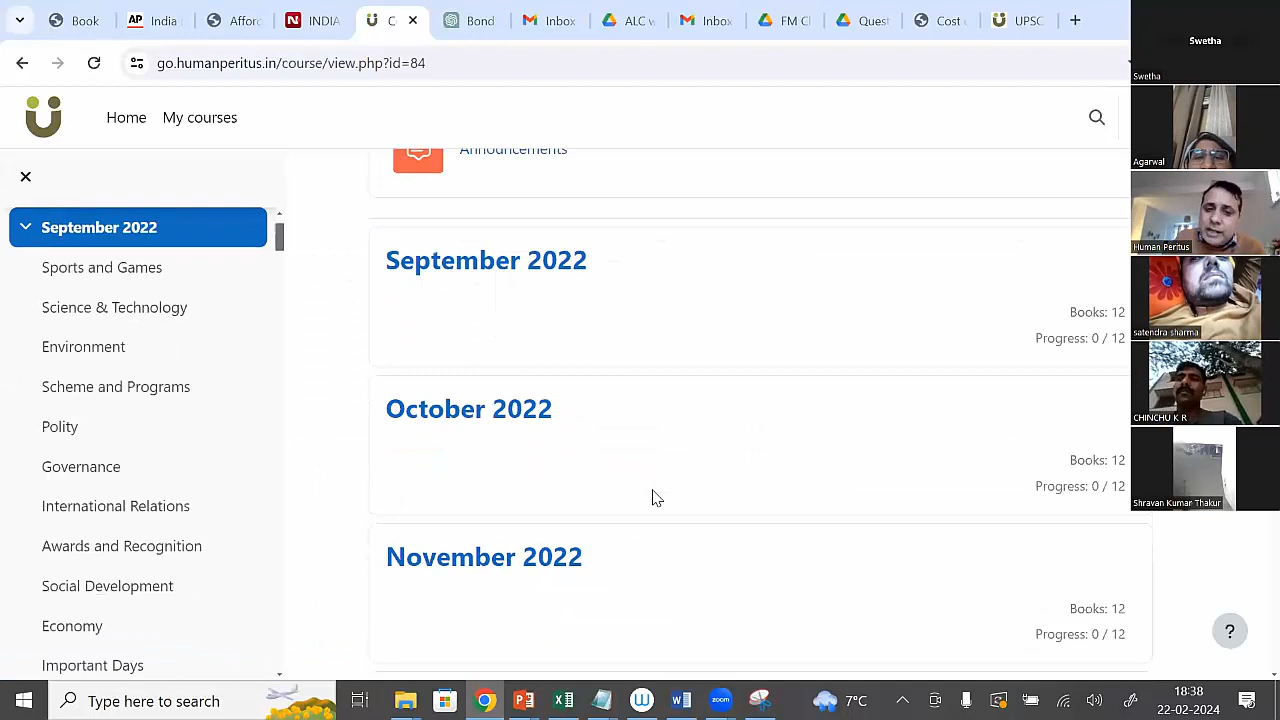 Book
India
Afford
INDIA
C
Bond
Inbox
ALC v
Inbox
FM Cl
Quest
Cost
UPSC
go.humanperitus.in/course/view.php?id=84
Home
My courses
Announcements
September 2022
Sports and Games
Science & Technology
Environment
Scheme and Programs
Polity
Governance
International Relations
Awards and Recognition
Social Development
Economy
Important Days
September 2022
Books: 12
Progress: 0 / 12
October 2022
Books: 12
Progress: 0 / 12
November 2022
Books: 12
Progress: 0 / 12
?
Swetha
Swetha
Agarwal
Human Peritus
satendra sharma
CHINCHU K R
Shravan Kumar Thakur
Type here to search
zoom
7°C
18:38
22-02-2024